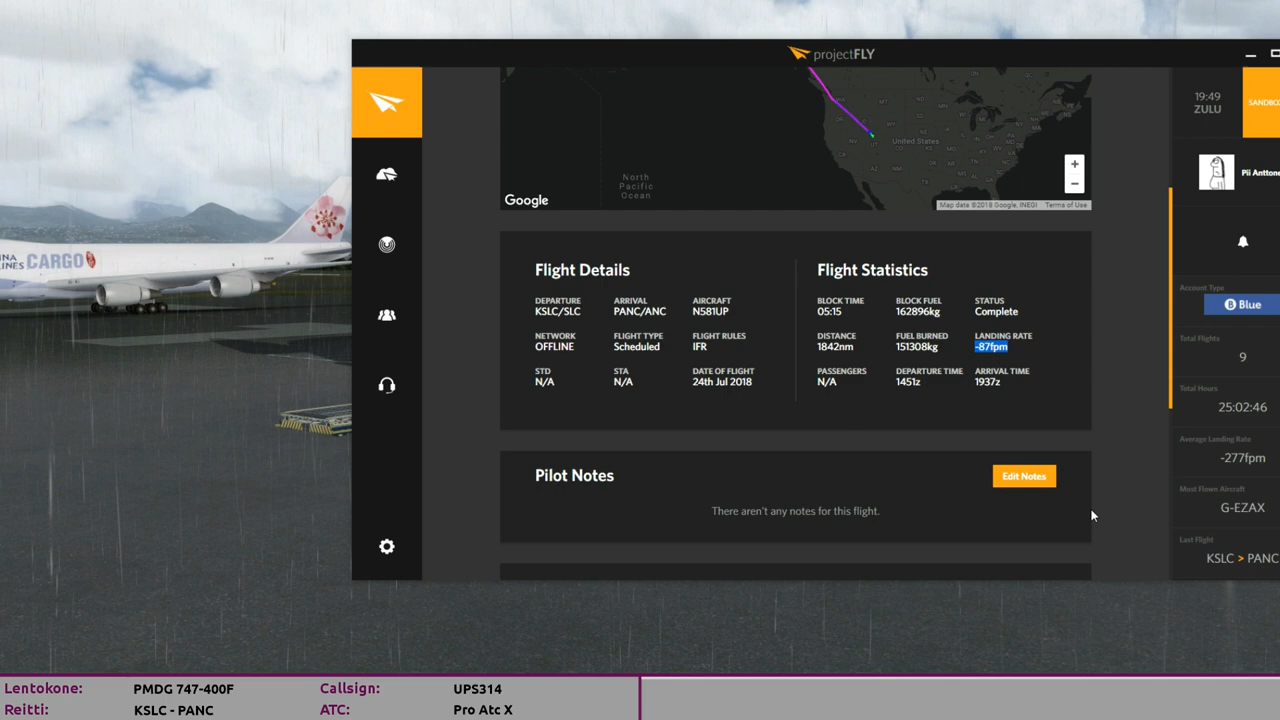 projectFLY
19:49
ZULU
SANDBOX
Pii Anttone
North
Pacific
Ocean
United States
Google
Map data ©2018 Google, INEGI
Terms of Use
+
−
INA
LINES CARGO
Flight Details
DEPARTURE ARRIVAL AIRCRAFT
KSLC/SLC PANC/ANC N581UP
NETWORK FLIGHT TYPE FLIGHT RULES
OFFLINE Scheduled IFR
STD STA DATE OF FLIGHT
N/A N/A 24th Jul 2018
Flight Statistics
BLOCK TIME BLOCK FUEL STATUS
05:15 162896kg Complete
DISTANCE FUEL BURNED LANDING RATE
1842nm 151308kg -87fpm
PASSENGERS DEPARTURE TIME ARRIVAL TIME
N/A 1451z 1937z
Pilot Notes
Edit Notes
There aren't any notes for this flight.
Account Type
B Blue
Total Flights
9
Total Hours
25:02:46
Average Landing Rate
-277fpm
Most Flown Aircraft
G-EZAX
Last Flight
KSLC > PANC
Lentokone: PMDG 747-400F Callsign: UPS314
Reitti: KSLC - PANC ATC: Pro Atc X